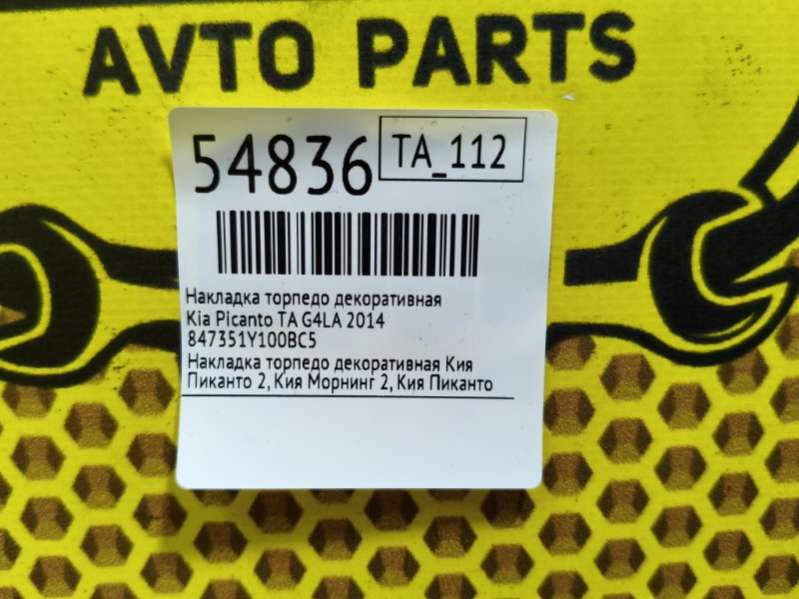 AVTO PARTS
54836
TA_112
Накладка торпедо декоративная
Kia Picanto TA G4LA 2014
847351Y100BC5
Накладка торпедо декоративная Кия
Пиканто 2, Кия Морнинг 2, Кия Пиканто